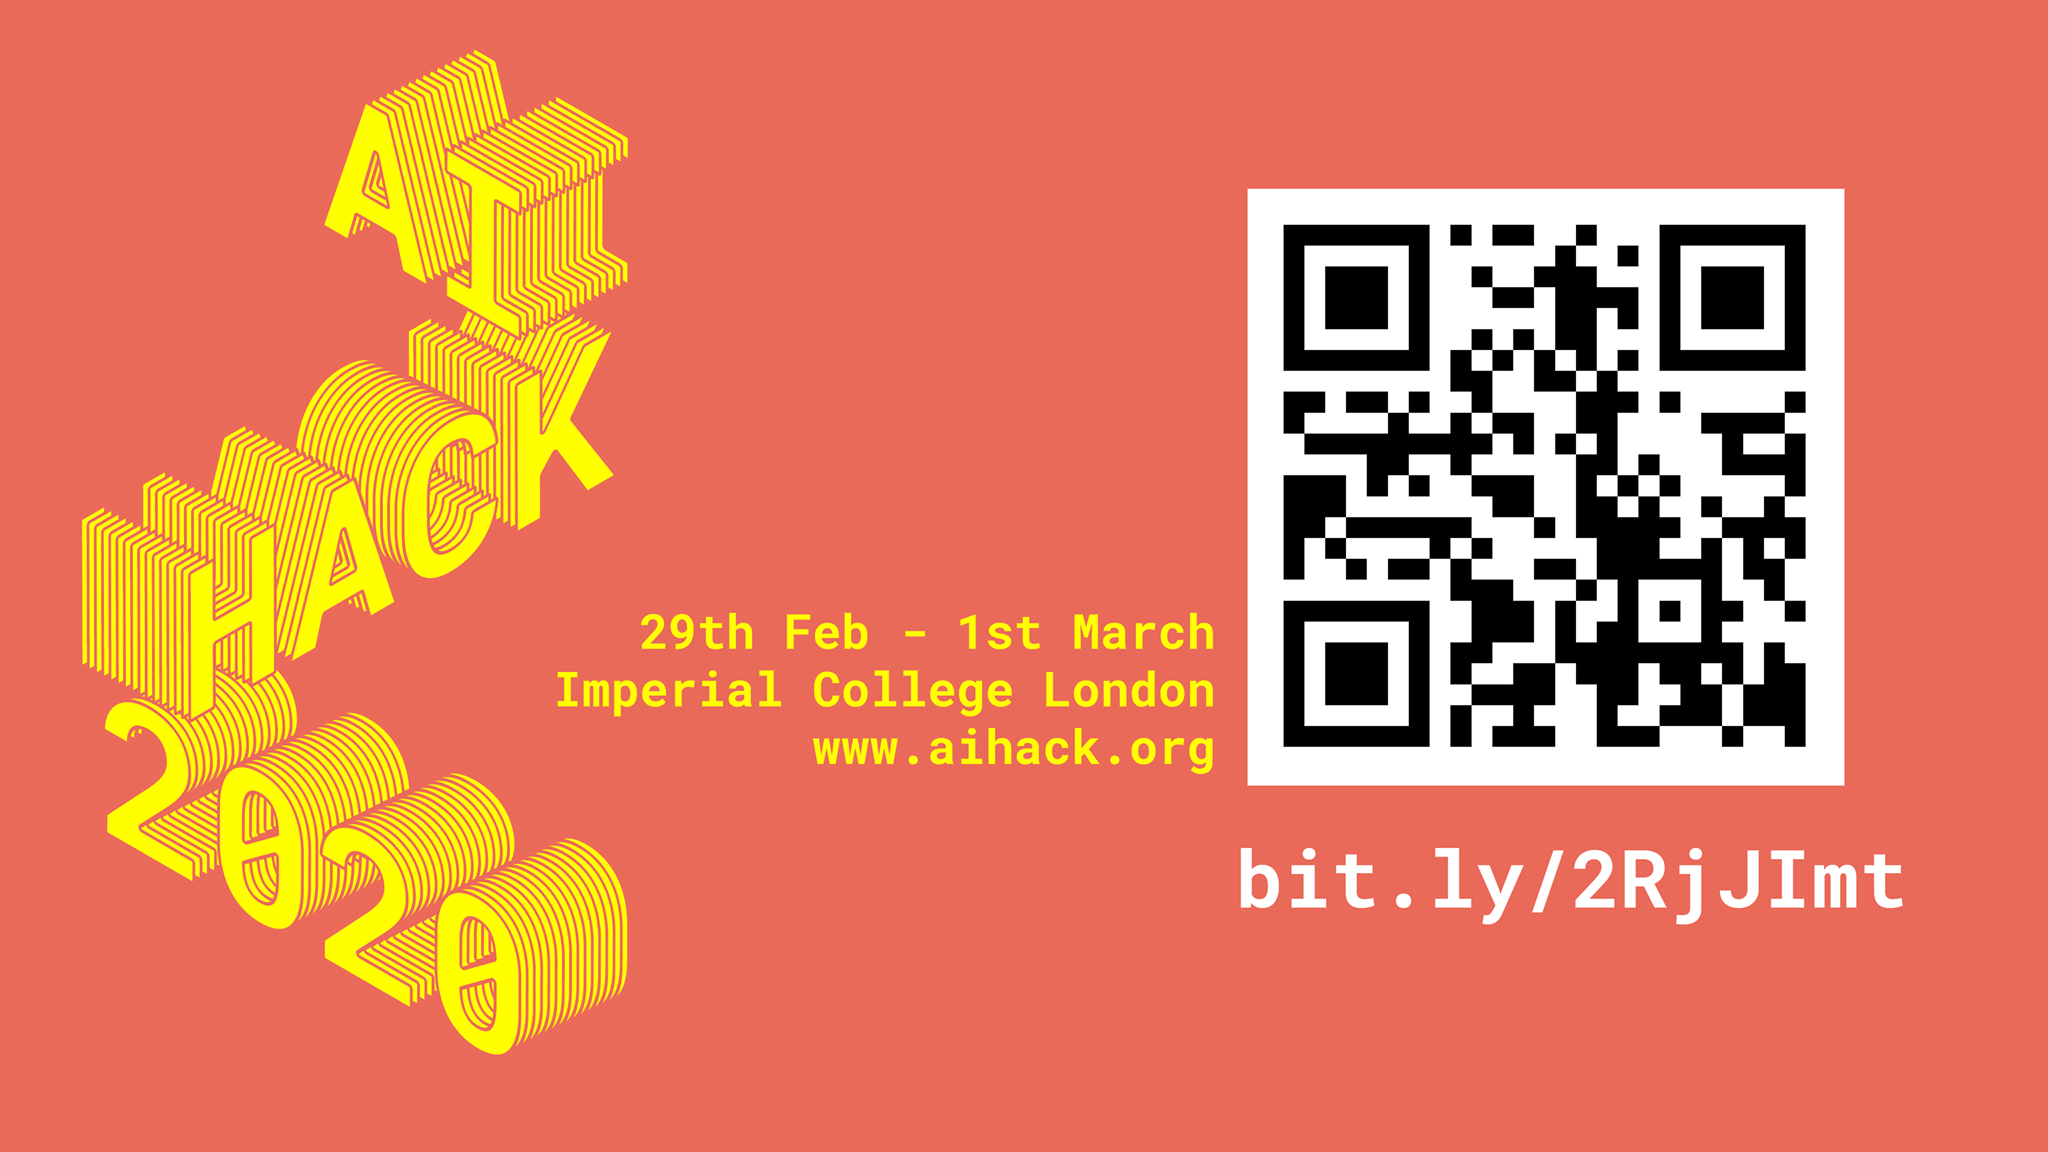 AI
HACK
2020
29th Feb - 1st March
Imperial College London
www.aihack.org
bit.ly/2RjJImt